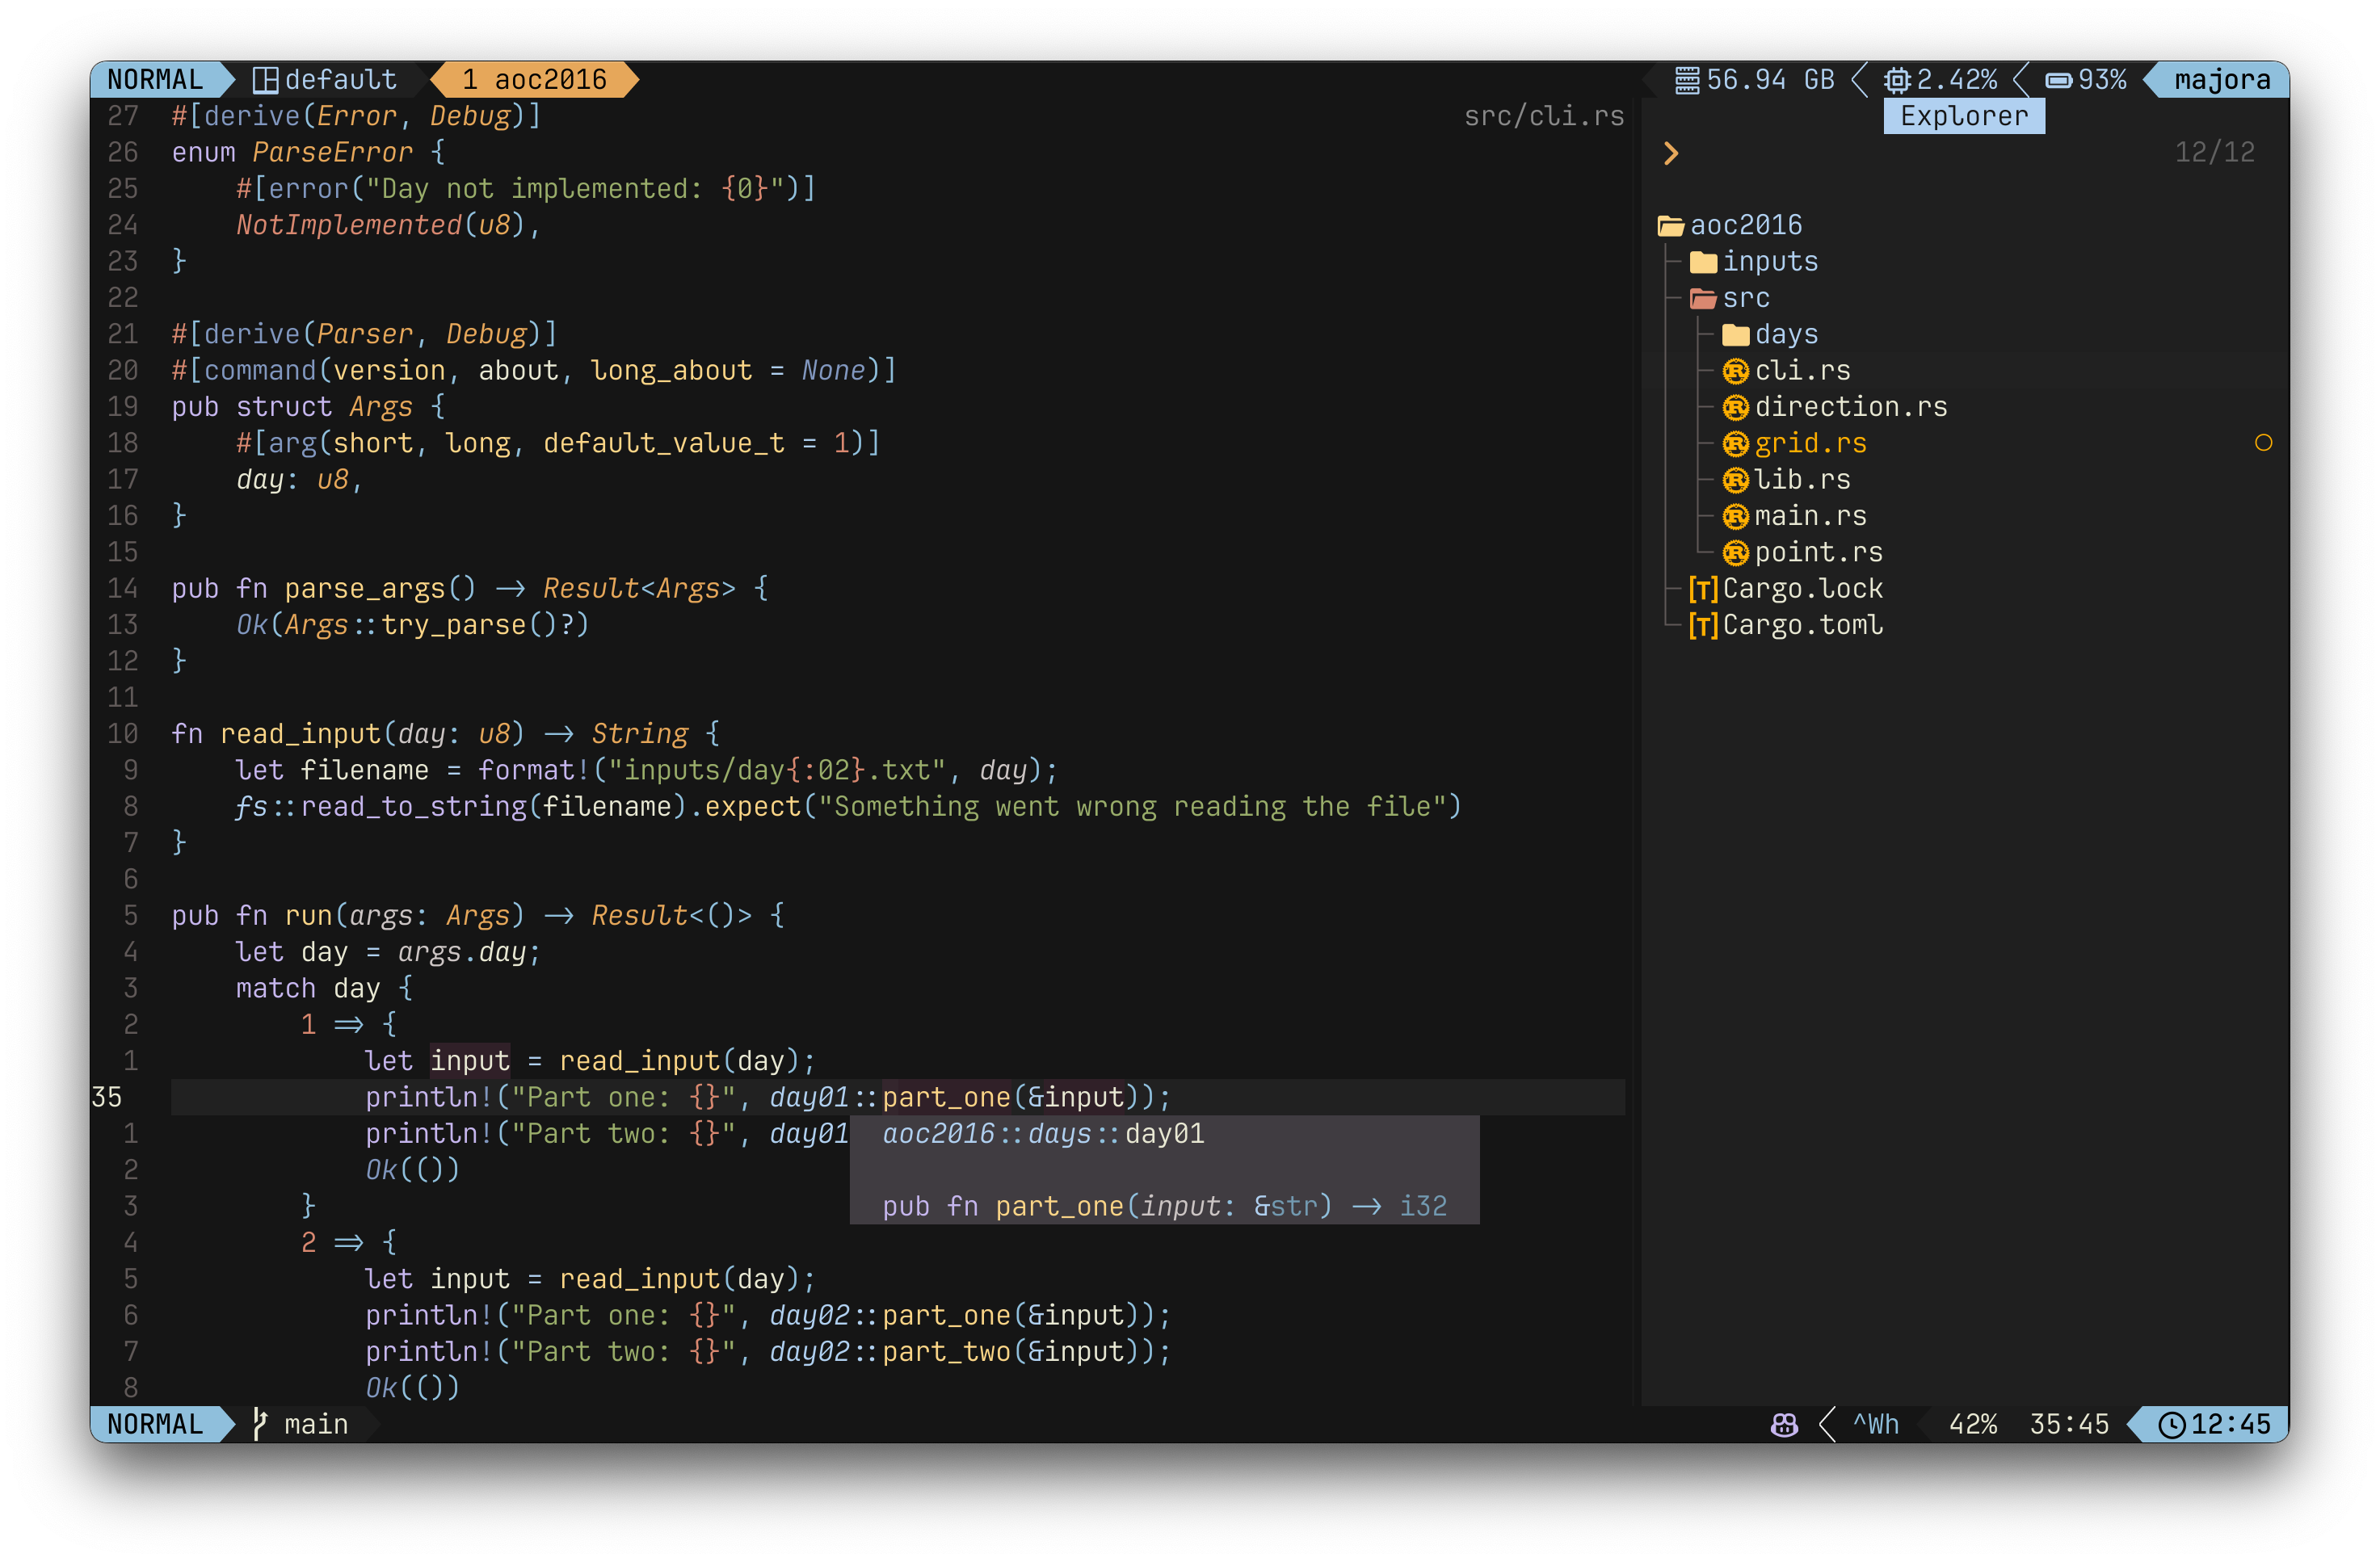 NORMAL default 1 aoc2016 56.94 GB 2.42% 93% majora
27 #[derive(Error, Debug)] src/cli.rs
26 enum ParseError {
25     #[error("Day not implemented: {0}")]
24     NotImplemented(u8),
23 }
22
21 #[derive(Parser, Debug)]
20 #[command(version, about, long_about = None)]
19 pub struct Args {
18     #[arg(short, long, default_value_t = 1)]
17     day: u8,
16 }
15
14 pub fn parse_args() -> Result<Args> {
13     Ok(Args::try_parse()?)
12 }
11
10 fn read_input(day: u8) -> String {
9     let filename = format!("inputs/day{:02}.txt", day);
8     fs::read_to_string(filename).expect("Something went wrong reading the file")
7 }
6
5 pub fn run(args: Args) -> Result<()> {
4     let day = args.day;
3     match day {
2         1 => {
1             let input = read_input(day);
35             println!("Part one: {}", day01::part_one(&input));
1             println!("Part two: {}", day01
2             Ok(())
3         }
4         2 => {
5             let input = read_input(day);
6             println!("Part one: {}", day02::part_one(&input));
7             println!("Part two: {}", day02::part_two(&input));
8             Ok(())
aoc2016::days::day01
pub fn part_one(input: &str) -> i32
Explorer
> 12/12
aoc2016
inputs
src
days
cli.rs
direction.rs
grid.rs
lib.rs
main.rs
point.rs
[T] Cargo.lock
[T] Cargo.toml
NORMAL main ^Wh 42% 35:45 12:45